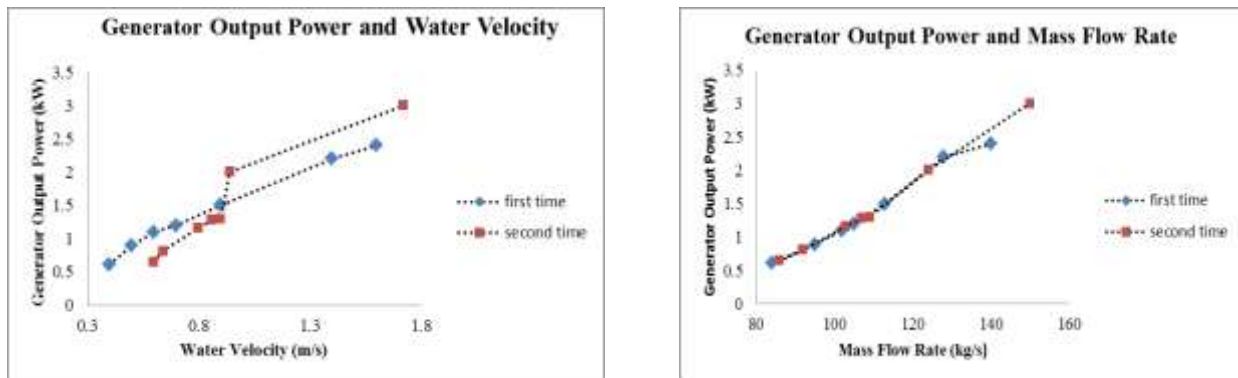 Generator Output Power and Water Velocity
Generator Output Power (kW)
3.5
3
2.5
2
1.5
1
0.5
0
0.3
0.8
1.3
1.8
Water Velocity (m/s)
first time
second time
Generator Output Power and Mass Flow Rate
Generator Output Power (kW)
3.5
3
2.5
2
1.5
1
0.5
0
80
100
120
140
160
Mass Flow Rate (kg/s)
first time
second time